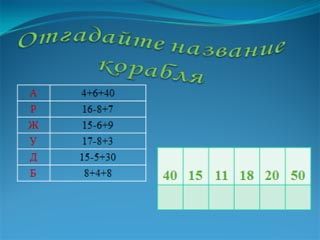 Отгадайте название
корабля
А 4+6+40
Р 16-8+7
Ж 15-6+9
У 17-8+3
Д 15-5+30
Б 8+4+8
40 15 11 18 20 50